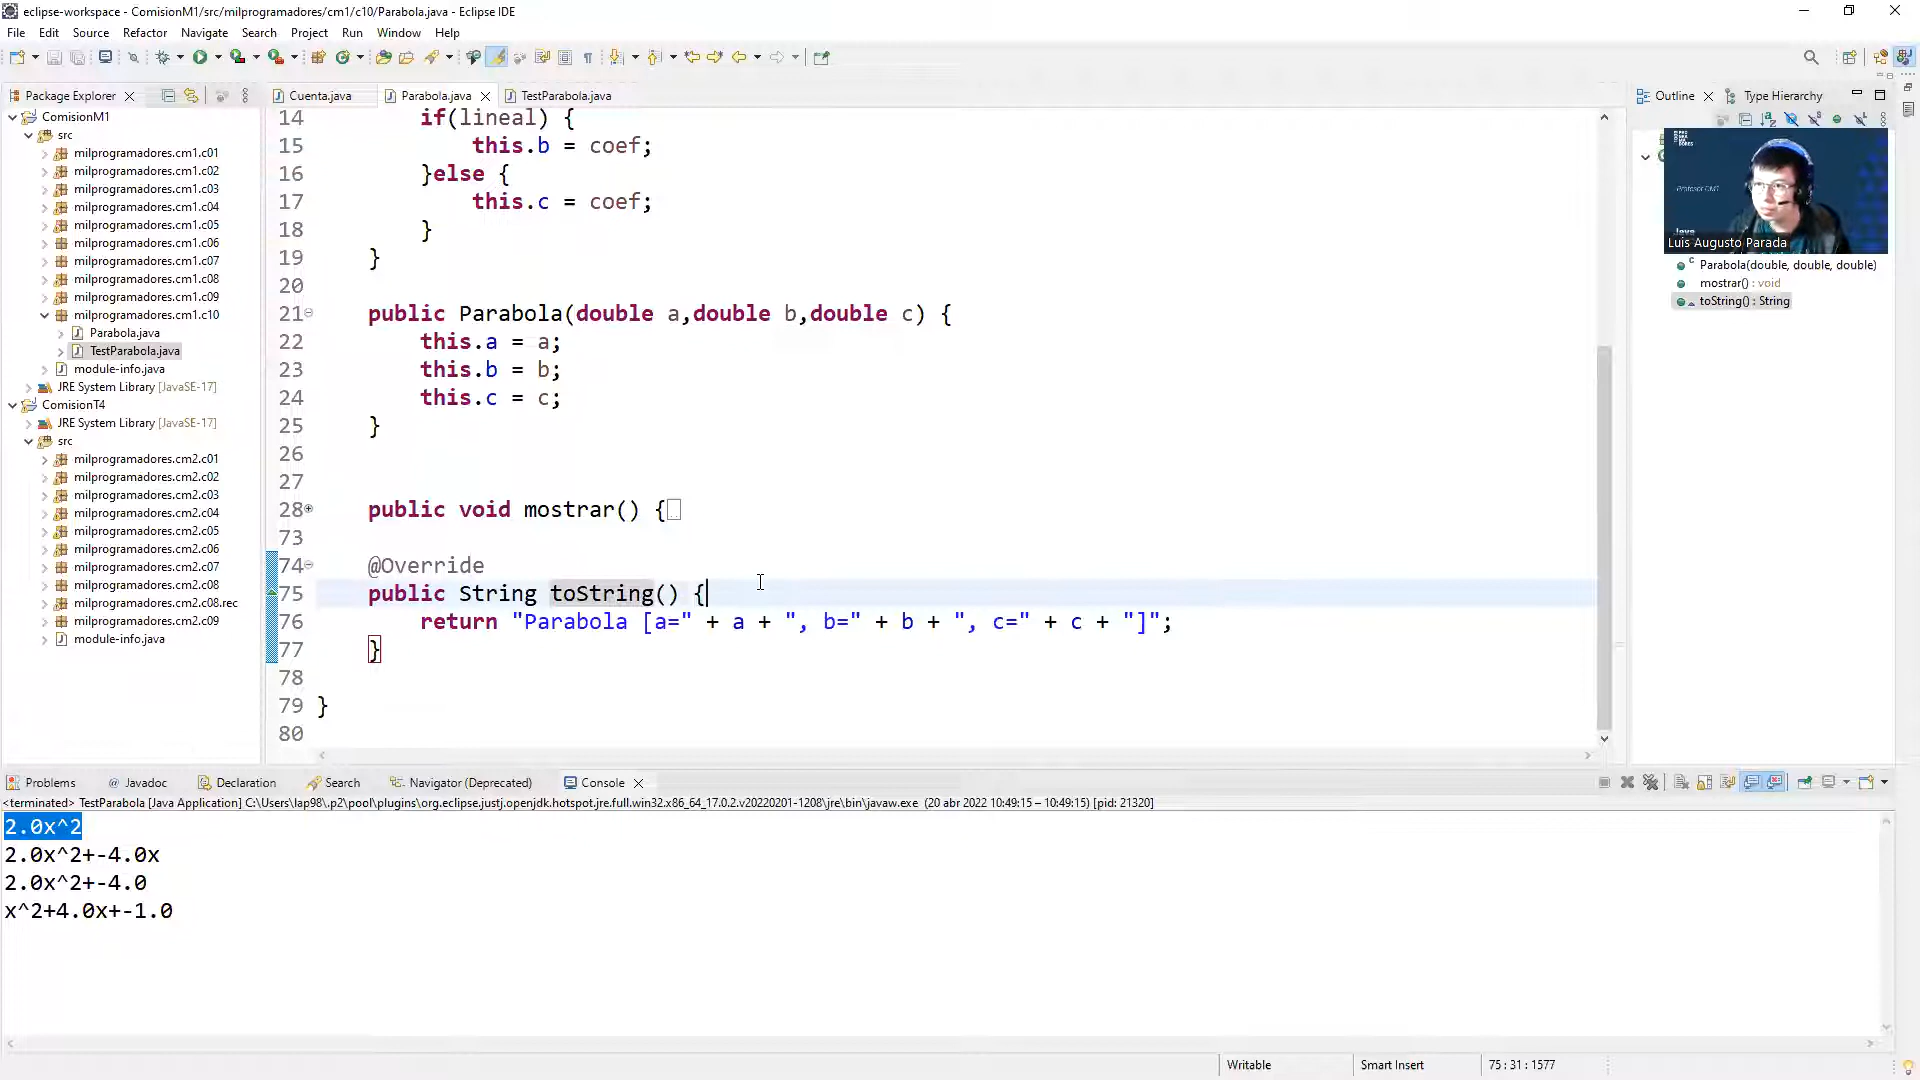 eclipse-workspace - ComisionM1/src/milprogramadores/cm1/c10/Parabola.java - Eclipse IDE
File Edit Source Refactor Navigate Search Project Run Window Help
Package Explorer
ComisionM1
src
milprogramadores.cm1.c01
milprogramadores.cm1.c02
milprogramadores.cm1.c03
milprogramadores.cm1.c04
milprogramadores.cm1.c05
milprogramadores.cm1.c06
milprogramadores.cm1.c07
milprogramadores.cm1.c08
milprogramadores.cm1.c09
milprogramadores.cm1.c10
Parabola.java
TestParabola.java
module-info.java
JRE System Library [JavaSE-17]
ComisionT4
JRE System Library [JavaSE-17]
src
milprogramadores.cm2.c01
milprogramadores.cm2.c02
milprogramadores.cm2.c03
milprogramadores.cm2.c04
milprogramadores.cm2.c05
milprogramadores.cm2.c06
milprogramadores.cm2.c07
milprogramadores.cm2.c08
milprogramadores.cm2.c08.rec
milprogramadores.cm2.c09
module-info.java
Cuenta.java Parabola.java TestParabola.java
14 if(lineal) {
15 this.b = coef;
16 }else {
17 this.c = coef;
18 }
19 }
20
21 public Parabola(double a,double b,double c) {
22 this.a = a;
23 this.b = b;
24 this.c = c;
25 }
26
27
28 public void mostrar() {
73
74 @Override
75 public String toString() {
76 return "Parabola [a=" + a + ", b=" + b + ", c=" + c + "]";
77 }
78
79 }
80
Outline Type Hierarchy
Profesor CM1
Java
Luis Augusto Parada
Parabola(double, double, double)
mostrar() : void
toString() : String
Problems @ Javadoc Declaration Search Navigator (Deprecated) Console
<terminated> TestParabola [Java Application] C:\Users\lap98\.p2\pool\plugins\org.eclipse.justj.openjdk.hotspot.jre.full.win32.x86_64_17.0.2.v20220201-1208\jre\bin\javaw.exe (20 abr 2022 10:49:15 – 10:49:15) [pid: 21320]
2.0x^2
2.0x^2+-4.0x
2.0x^2+-4.0
x^2+4.0x+-1.0
Writable Smart Insert 75 : 31 : 1577